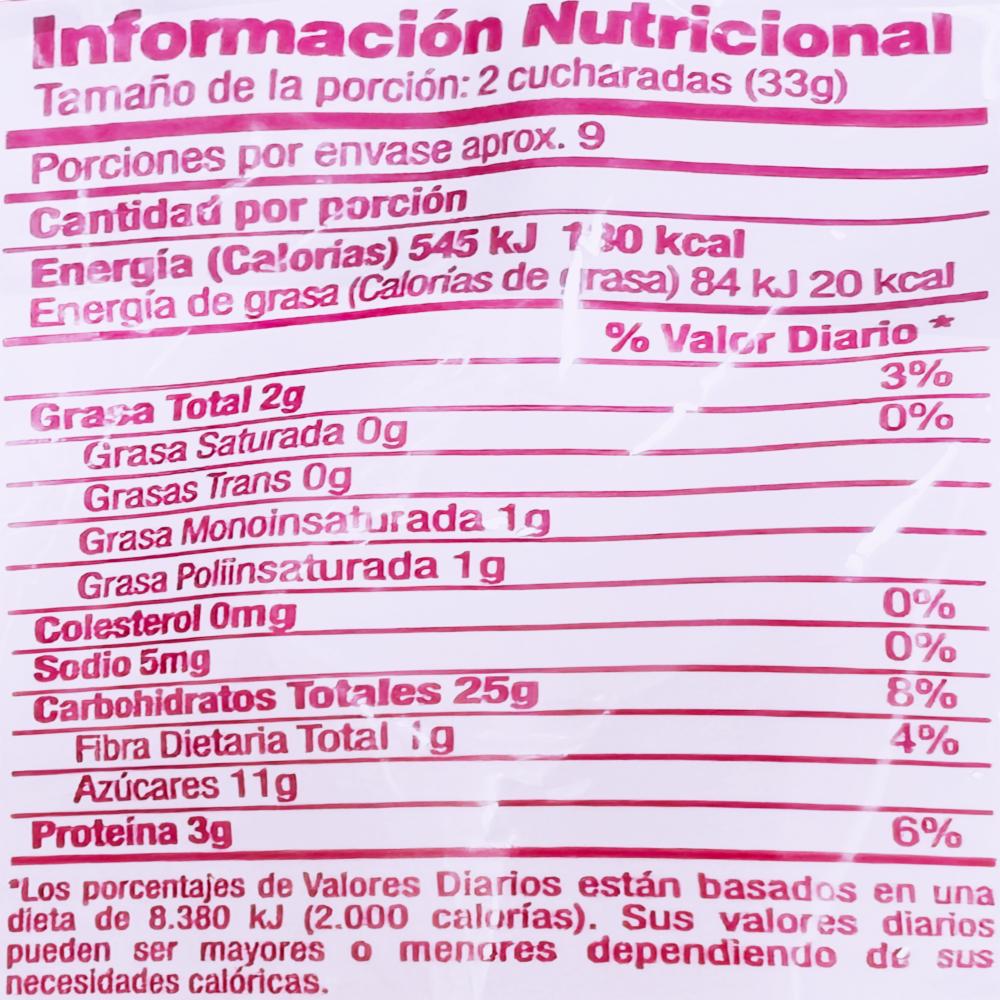 Información Nutricional
Tamaño de la porción: 2 cucharadas (33g)
Porciones por envase aprox. 9
Cantidad por porción
Energía (Calorías) 545 kJ 130 kcal
Energía de grasa (Calorías de grasa) 84 kJ 20 kcal
% Valor Diario *
Grasa Total 2g 3%
Grasa Saturada 0g 0%
Grasas Trans 0g
Grasa Monoinsaturada 1g
Grasa Poliinsaturada 1g
Colesterol 0mg 0%
Sodio 5mg 0%
Carbohidratos Totales 25g 8%
Fibra Dietaria Total 1g 4%
Azúcares 11g
Proteína 3g 6%
*Los porcentajes de Valores Diarios están basados en una
dieta de 8.380 kJ (2.000 calorías). Sus valores diarios
pueden ser mayores o menores dependiendo de sus
necesidades calóricas.